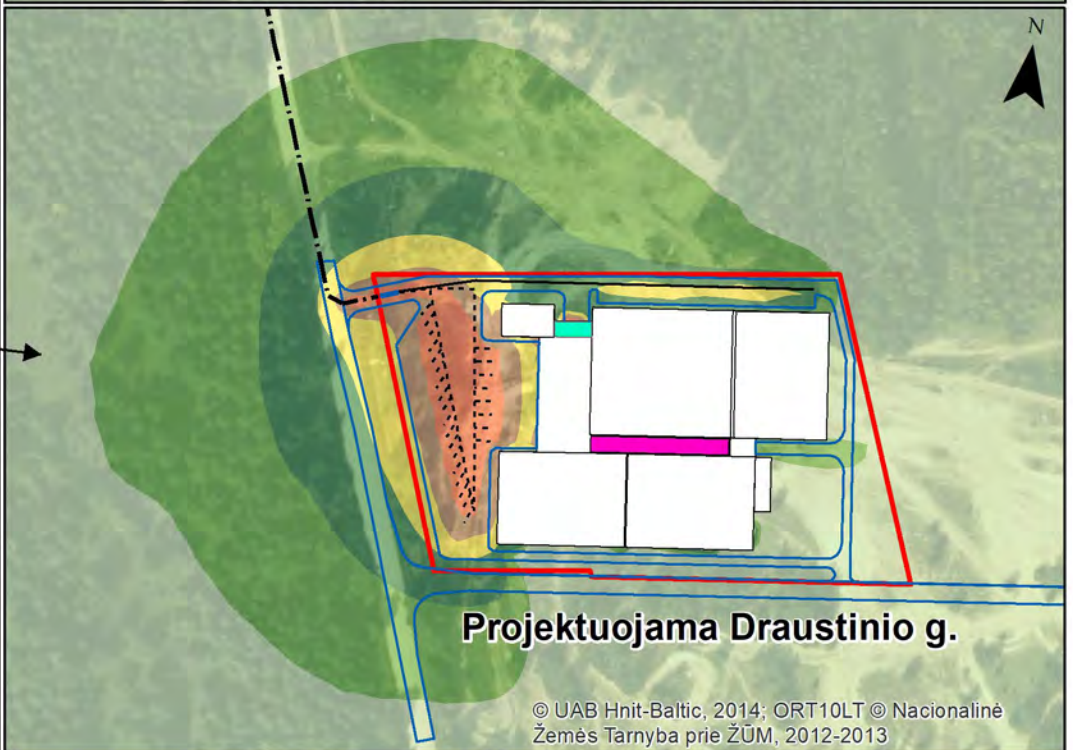 N
Projektuojama Draustinio g.
© UAB Hnit-Baltic, 2014; ORT10LT © Nacionalinė
Žemės Tarnyba prie ŽŪM, 2012-2013